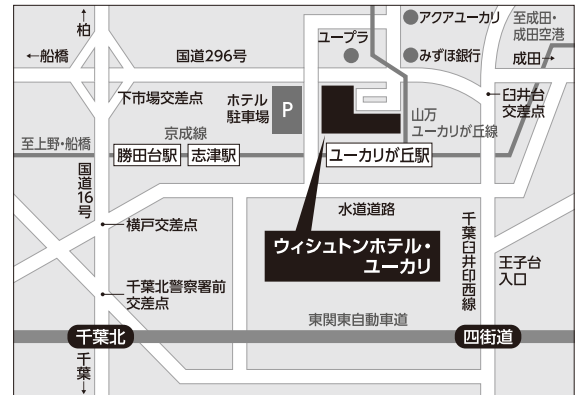 ↑
柏
アクアユーカリ
至成田・
成田空港
ユープラ
←船橋
国道296号
みずほ銀行
成田→
下市場交差点
ホテル
駐車場
P
臼井台
交差点
山万
ユーカリが丘線
京成線
至上野・船橋
勝田台駅
志津駅
ユーカリが丘駅
国道16号
水道道路
横戸交差点
千葉臼井印西線
ウィシュトンホテル・
ユーカリ
王子台
入口
千葉北警察署前
交差点
東関東自動車道
千葉北
四街道
千葉
↓